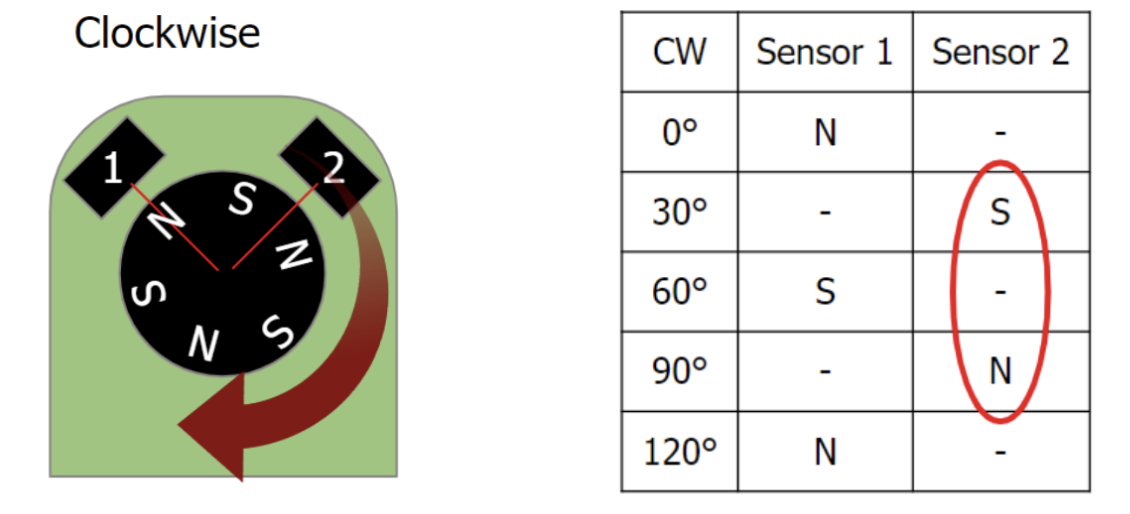 Clockwise
1 2
N S
N
S
N S
CW Sensor 1 Sensor 2
0° N -
30° - S
60° S -
90° - N
120° N -